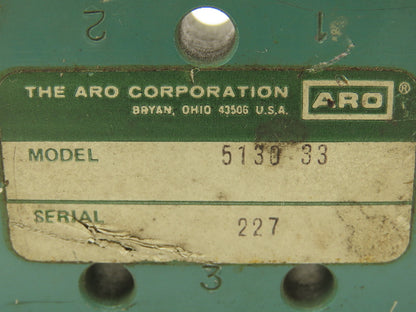 2 1
THE ARO CORPORATION ARO®
BRYAN, OHIO 43506 U.S.A.
MODEL 5130 33
SERIAL 227
3